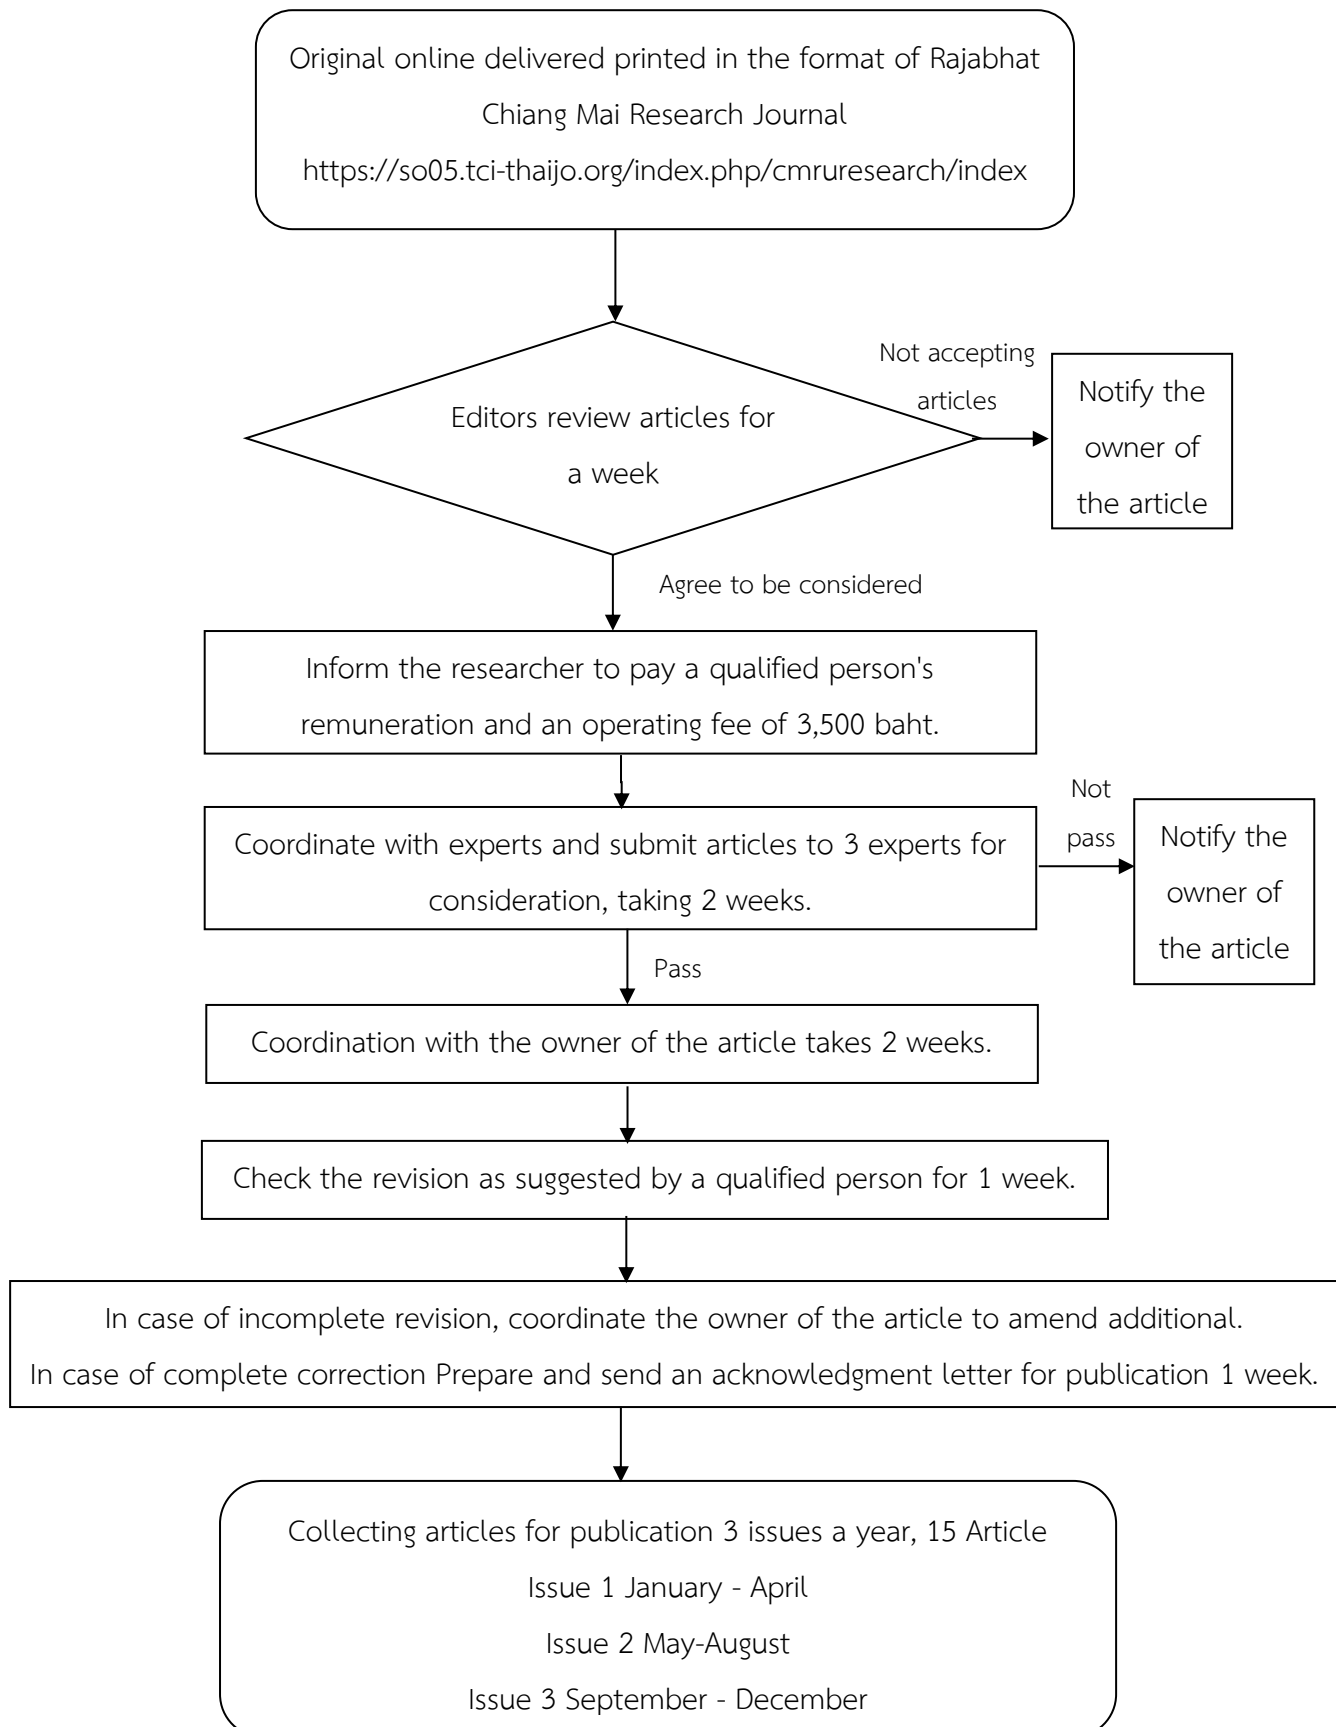 Original online delivered printed in the format of Rajabhat
Chiang Mai Research Journal
https://so05.tci-thaijo.org/index.php/cmruresearch/index
Not accepting
articles
Editors review articles for
a week
Notify the
owner of
the article
Agree to be considered
Inform the researcher to pay a qualified person's
remuneration and an operating fee of 3,500 baht.
Coordinate with experts and submit articles to 3 experts for
consideration, taking 2 weeks.
Not
pass
Notify the
owner of
the article
Pass
Coordination with the owner of the article takes 2 weeks.
Check the revision as suggested by a qualified person for 1 week.
In case of incomplete revision, coordinate the owner of the article to amend additional.
In case of complete correction Prepare and send an acknowledgment letter for publication 1 week.
Collecting articles for publication 3 issues a year, 15 Article
Issue 1 January - April
Issue 2 May-August
Issue 3 September - December